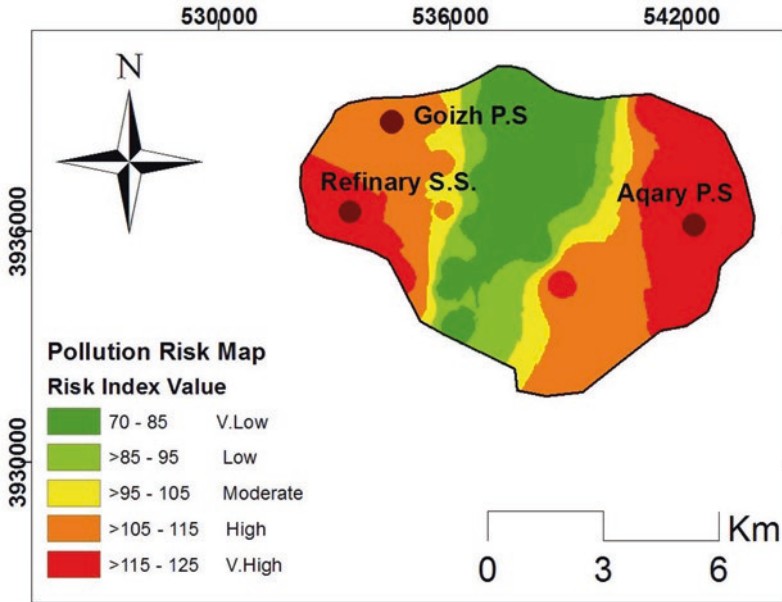 530000 536000 542000
N
Goizh P.S
Refinary S.S.
Aqary P.S
3936000
3930000
Pollution Risk Map
Risk Index Value
70 - 85 V.Low
>85 - 95 Low
>95 - 105 Moderate
>105 - 115 High
>115 - 125 V.High
Km
0 3 6